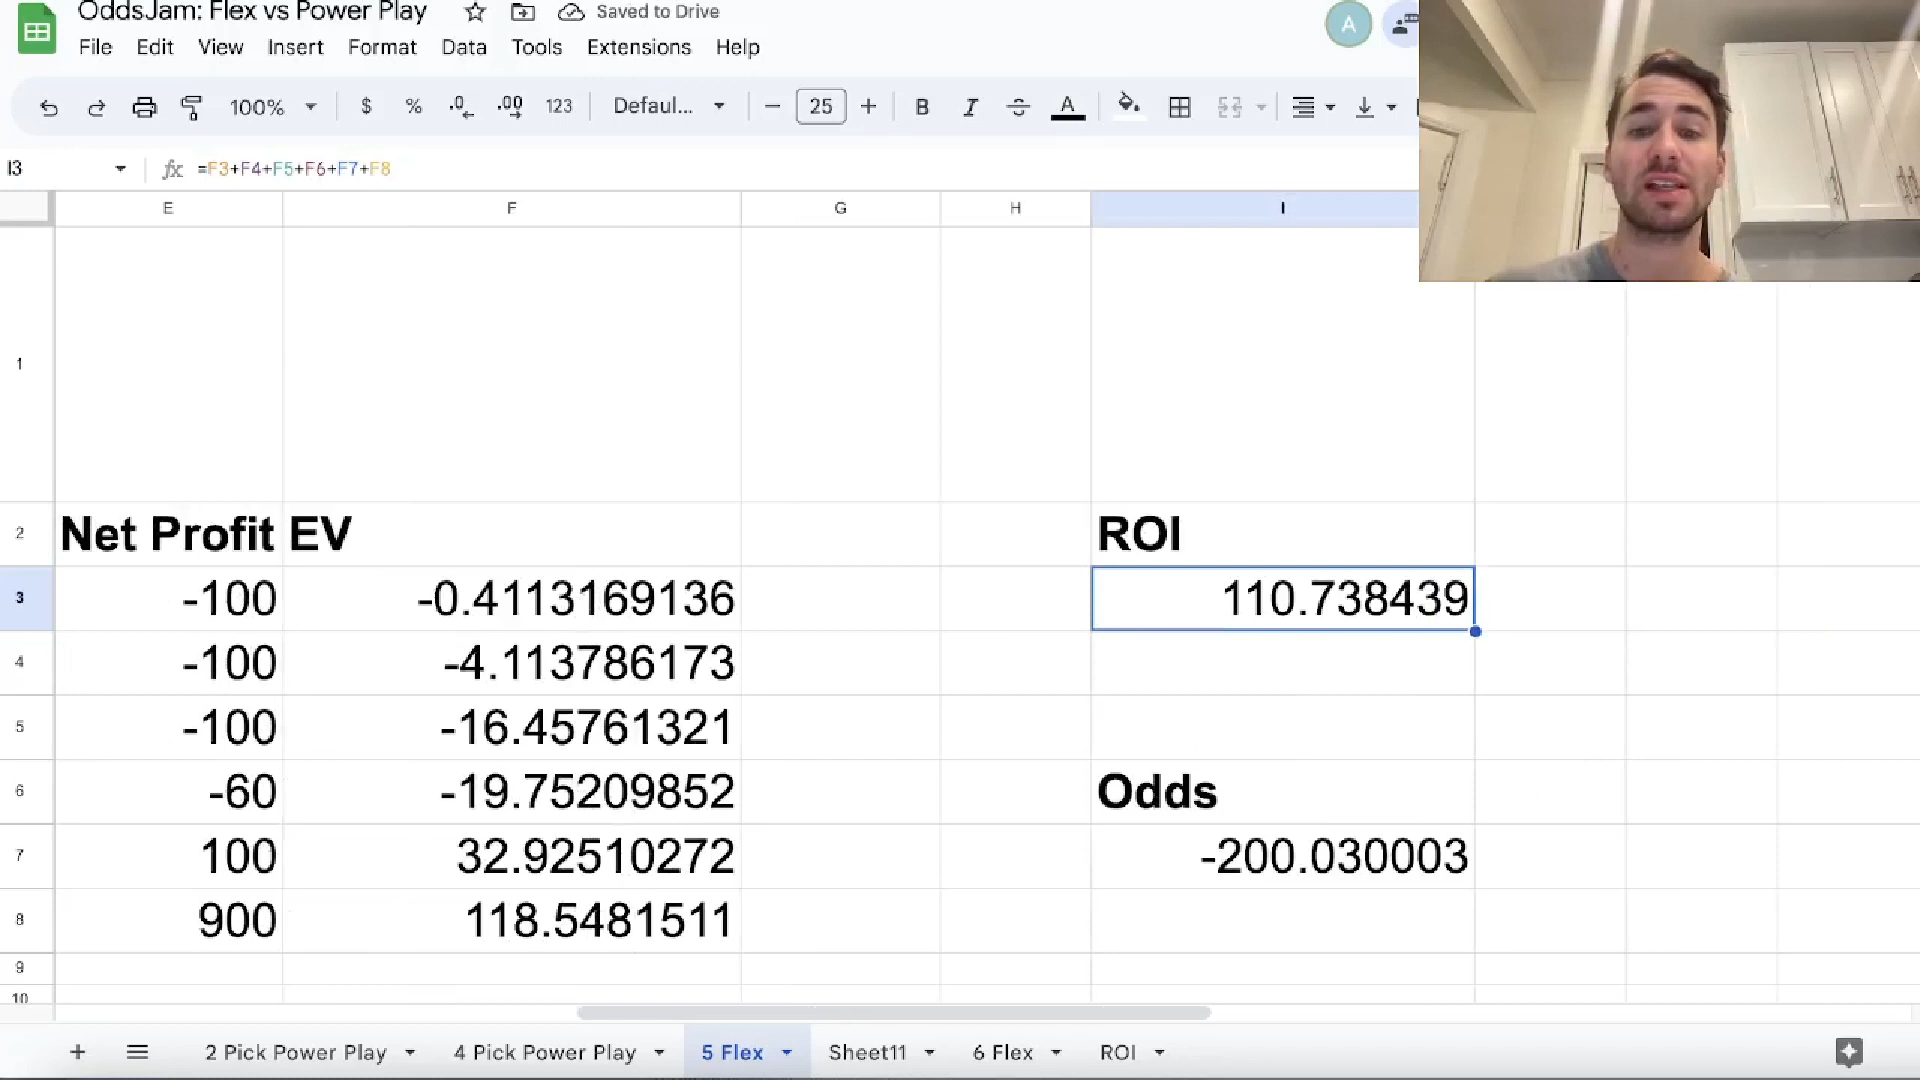 OddsJam: Flex vs Power Play Saved to Drive
A
File Edit View Insert Format Data Tools Extensions Help
100% $ % .0 .00 123 Defaul... − 25 + B I S A
I3 fx =F3+F4+F5+F6+F7+F8
E F G H I
1
2 Net Profit EV ROI
3 -100 -0.4113169136 110.738439
4 -100 -4.113786173
5 -100 -16.45761321
6 -60 -19.75209852 Odds
7 100 32.92510272 -200.030003
8 900 118.5481511
9
10
+ 2 Pick Power Play 4 Pick Power Play 5 Flex Sheet11 6 Flex ROI